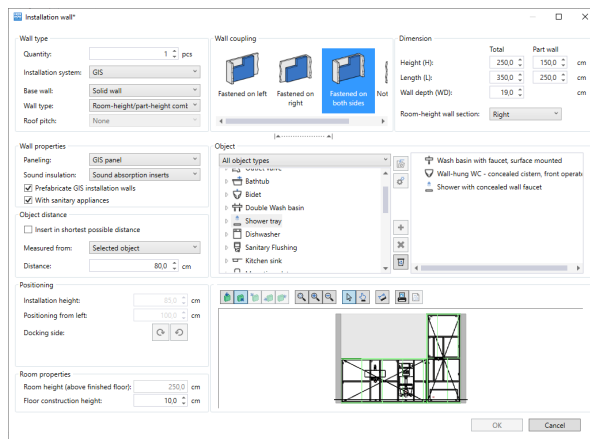 Installation wall*
Wall type
Quantity: 1 pcs
Installation system: GIS
Base wall: Solid wall
Wall type: Room-height/part-height comb
Roof pitch: None
Wall coupling
Fastened on left
Fastened on right
Fastened on both sides
Not
Dimension
Total Part wall
Height (H): 250,0 150,0 cm
Length (L): 350,0 250,0 cm
Wall depth (WD): 19,0 cm
Room-height wall section: Right
Wall properties
Paneling: GIS panel
Sound insulation: Sound absorption inserts
Prefabricate GIS installation walls
With sanitary appliances
Object distance
Insert in shortest possible distance
Measured from: Selected object
Distance: 80,0 cm
Object
All object types
Outlet valve
Bathtub
Bidet
Double Wash basin
Shower tray
Dishwasher
Sanitary Flushing
Kitchen sink
Wash basin with faucet, surface mounted
Wall-hung WC - concealed cistern, front operate
Shower with concealed wall faucet
Positioning
Installation height: 85,0 cm
Positioning from left: 100,0 cm
Docking side:
Room properties
Room height (above finished floor): 250,0 cm
Floor construction height: 10,0 cm
OK Cancel